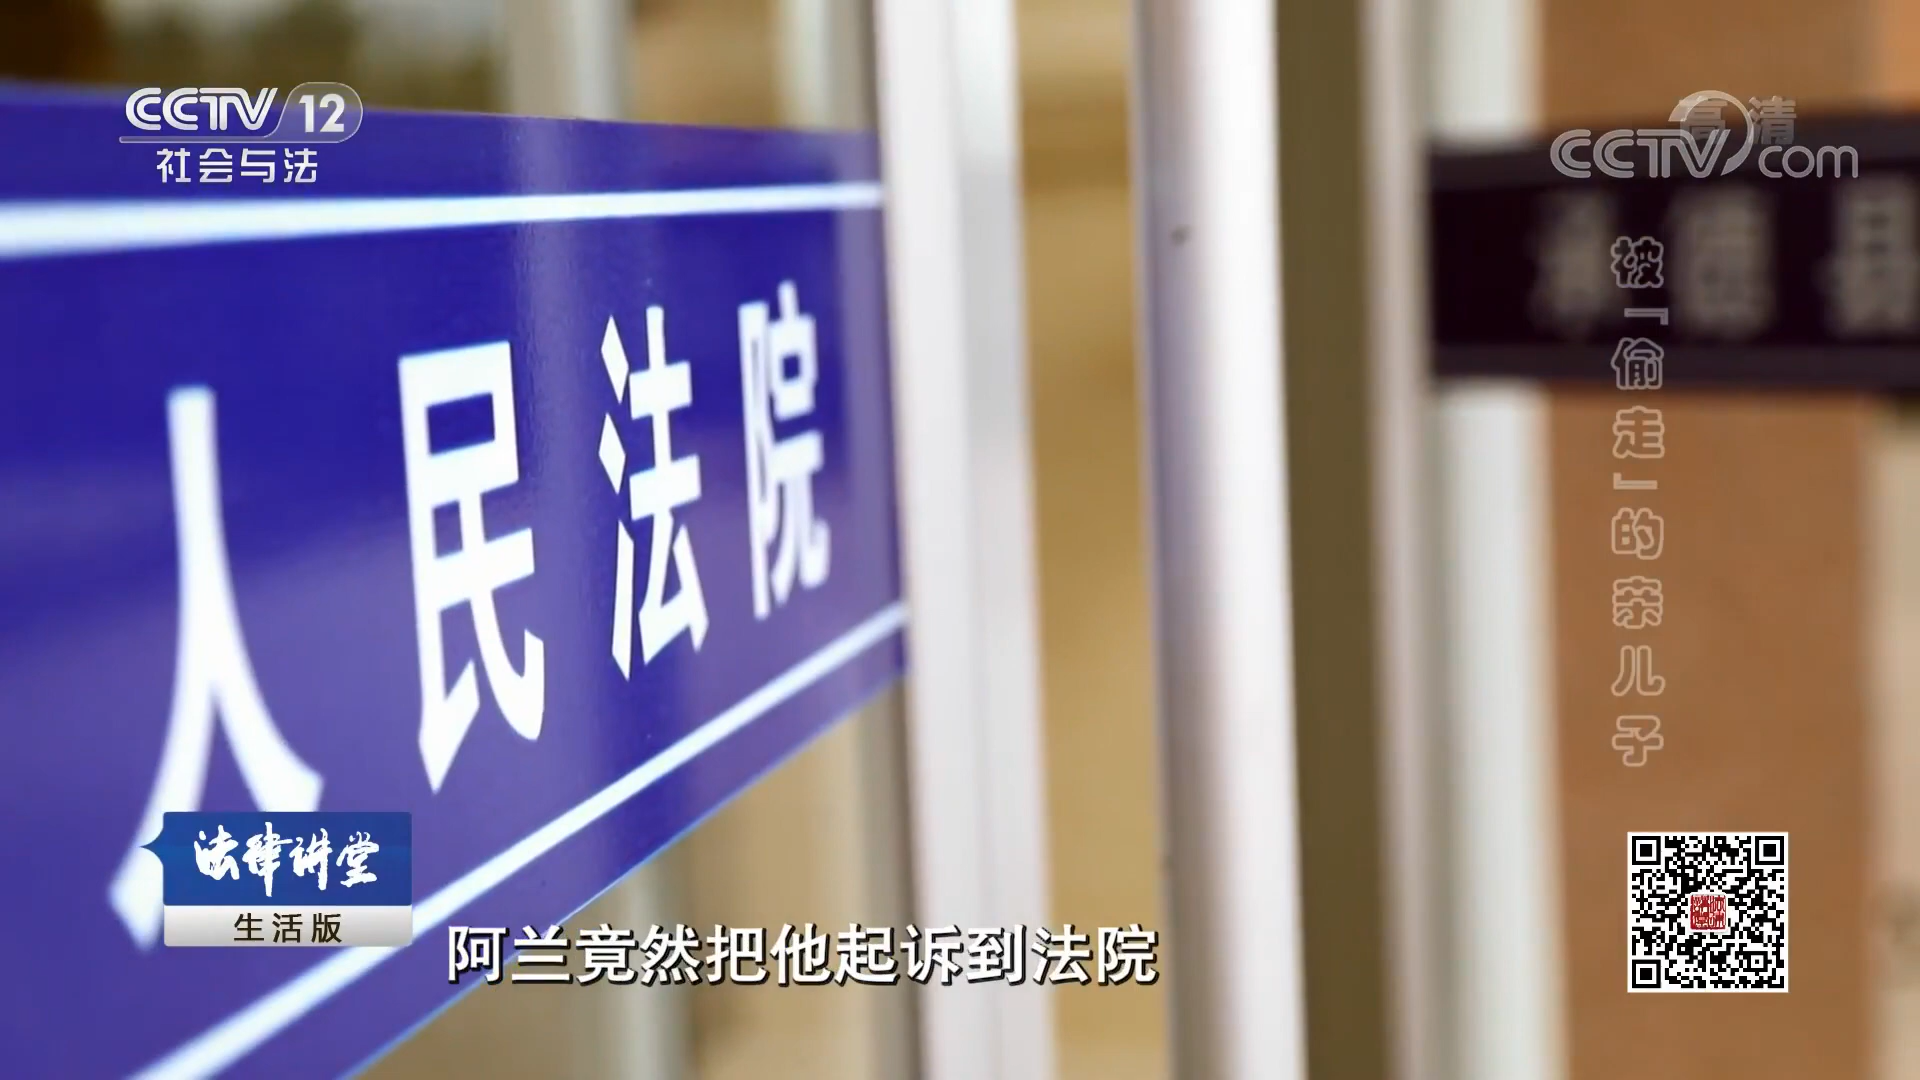 CCTV 12
社会与法
高清
CCTV.com
人民法院
被『偷走』的亲儿子
法律讲堂
生活版
阿兰竟然把他起诉到法院